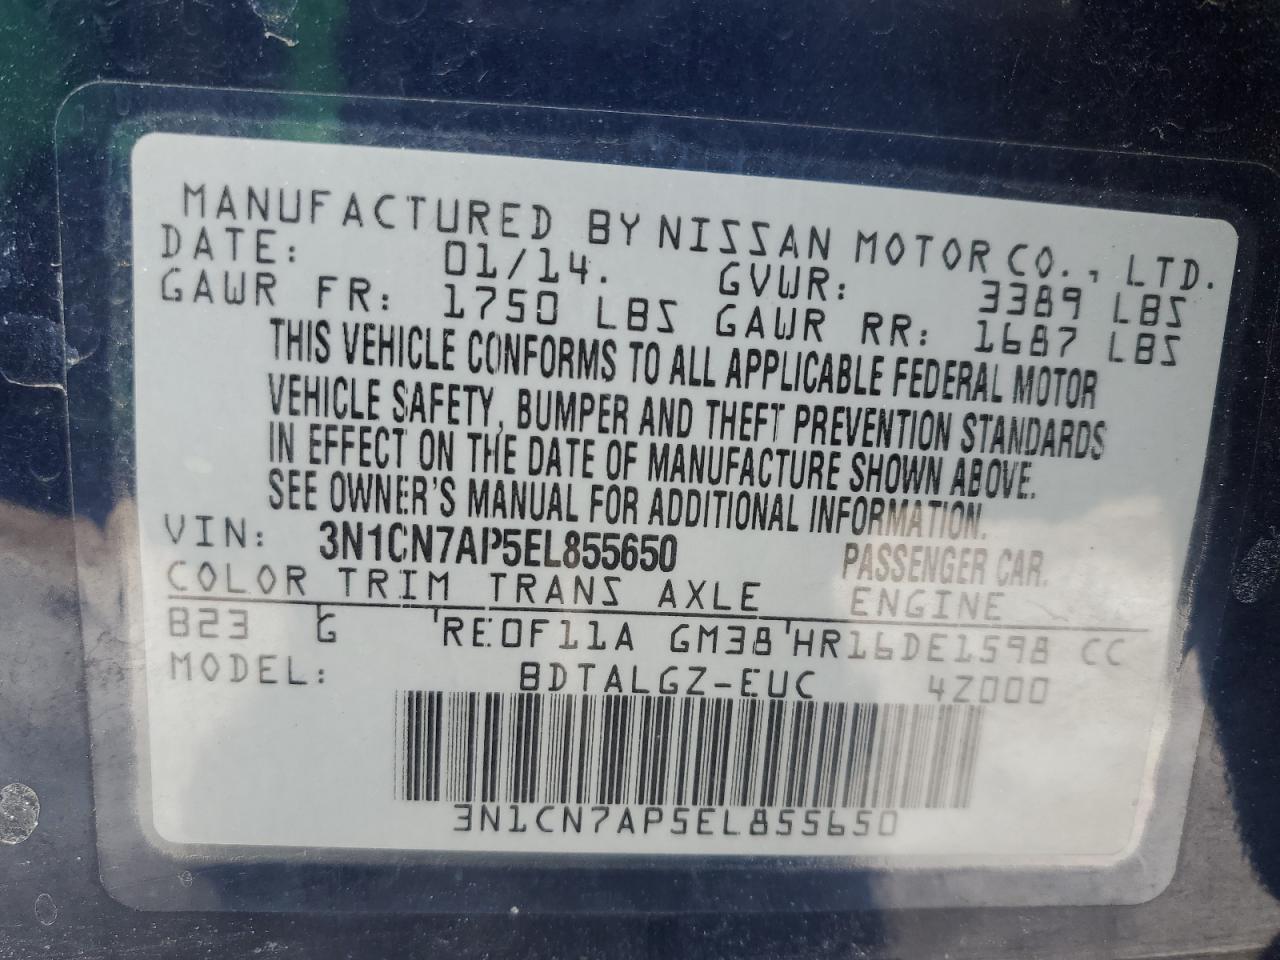 MANUFACTURED BY NISSAN MOTOR CO., LTD.
DATE: 01/14. GVWR: 3389 LBS
GAWR FR: 1750 LBS GAWR RR: 1687 LBS
THIS VEHICLE CONFORMS TO ALL APPLICABLE FEDERAL MOTOR
VEHICLE SAFETY, BUMPER AND THEFT PREVENTION STANDARDS
IN EFFECT ON THE DATE OF MANUFACTURE SHOWN ABOVE.
SEE OWNER'S MANUAL FOR ADDITIONAL INFORMATION.
VIN: 3N1CN7AP5EL855650 PASSENGER CAR.
COLOR TRIM TRANS AXLE ENGINE
B23 G RE0F11A GM38 HR16DE1598 CC
MODEL: BDTALGZ-EUC 4Z000
3N1CN7AP5EL855650